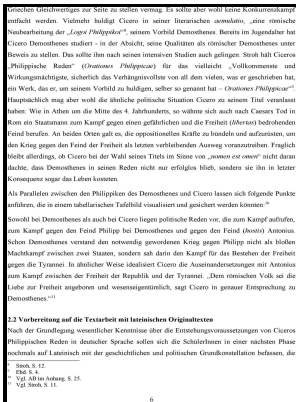 Griechen Gleichwertiges zur Seite zu stellen vermag. Es sollte aber wohl keine Konkurrenzkampf
entfacht werden. Vielmehr huldigt Cicero in seiner literarischen aemulatio, „eine römische
Neubearbeitung der „Logoi Philippikoi"⁸, seinem Vorbild Demosthenes. Bereits im Jugendalter hat
Cicero Demosthenes studiert - in der Absicht, seine Qualitäten als römischer Demosthenes unter
Beweis zu stellen. Das sollte ihm nach seinen intensiven Studien auch gelingen: Stroh hält Ciceros
„Philippische Reden" (Orationes Philippicae) für das vielleicht „Vollkommenste und
Wirkungsmächtigste, sicherlich das Verhängnisvollste von all dem vielen, was er geschrieben hat,
ein Werk, das er, um seinem Vorbild zu huldigen, selber so genannt hat – Orationes Philippicae"⁹.
Hauptsächlich mag aber wohl die ähnliche politische Situation Cicero zu seinem Titel veranlasst
haben: Wie in Athen um die Mitte des 4. Jahrhunderts, so wähnte sich auch nach Caesars Tod in
Rom ein Staatsmann zum Kampf gegen einen gefährlichen und die Freiheit (libertas) bedrohenden
Feind berufen. An beiden Orten galt es, die oppositionellen Kräfte zu bündeln und aufzurüsten, um
den Krieg gegen den Feind der Freiheit als letzten verbleibenden Ausweg voranzutreiben. Fraglich
bleibt allerdings, ob Cicero bei der Wahl seines Titels im Sinne von „nomen est omen" nicht daran
dachte, dass Demosthenes in seinen Reden nicht nur erfolglos blieb, sondern sie ihn in letzter
Konsequenz sogar das Leben kosteten.
Als Parallelen zwischen den Philippiken des Demosthenes und Cicero lassen sich folgende Punkte
anführen, die in einem tabellarischen Tafelbild visualisiert und gesichert werden könnten:¹⁰
Sowohl bei Demosthenes als auch bei Cicero liegen politische Reden vor, die zum Kampf aufrufen,
zum Kampf gegen den Feind Philipp bei Demosthenes und gegen den Feind (hostis) Antonius.
Schon Demosthenes verstand den notwendig gewordenen Krieg gegen Philipp nicht als bloßen
Machtkampf zwischen zwei Staaten, sondern sah darin den Kampf für das Bestehen der Freiheit
gegen die Tyrannei. In ähnlicher Weise idealisiert Cicero die Auseinandersetzungen mit Antonius
zum Kampf zwischen der Freiheit der Republik und der Tyrannei. „Dem römischen Volk sei die
Liebe zur Freiheit angeboren und wesenseigentümlich, sagt Cicero in genauer Entsprechung zu
Demosthenes."¹¹
2.2 Vorbereitung auf die Textarbeit mit lateinischen Originaltexten
Nach der Grundlegung wesentlicher Kenntnisse über die Entstehungsvoraussetzungen von Ciceros
Philippischen Reden in deutscher Sprache sollen sich die SchülerInnen in einer nächsten Phase
nochmals auf Lateinisch mit der geschichtlichen und politischen Grundkonstellation befassen, die
⁸ Stroh, S. 12.
⁹ Ebd. S. 4.
¹⁰ Vgl. AB im Anhang, S. 25.
¹¹ Vgl. Stroh, S. 11.
6